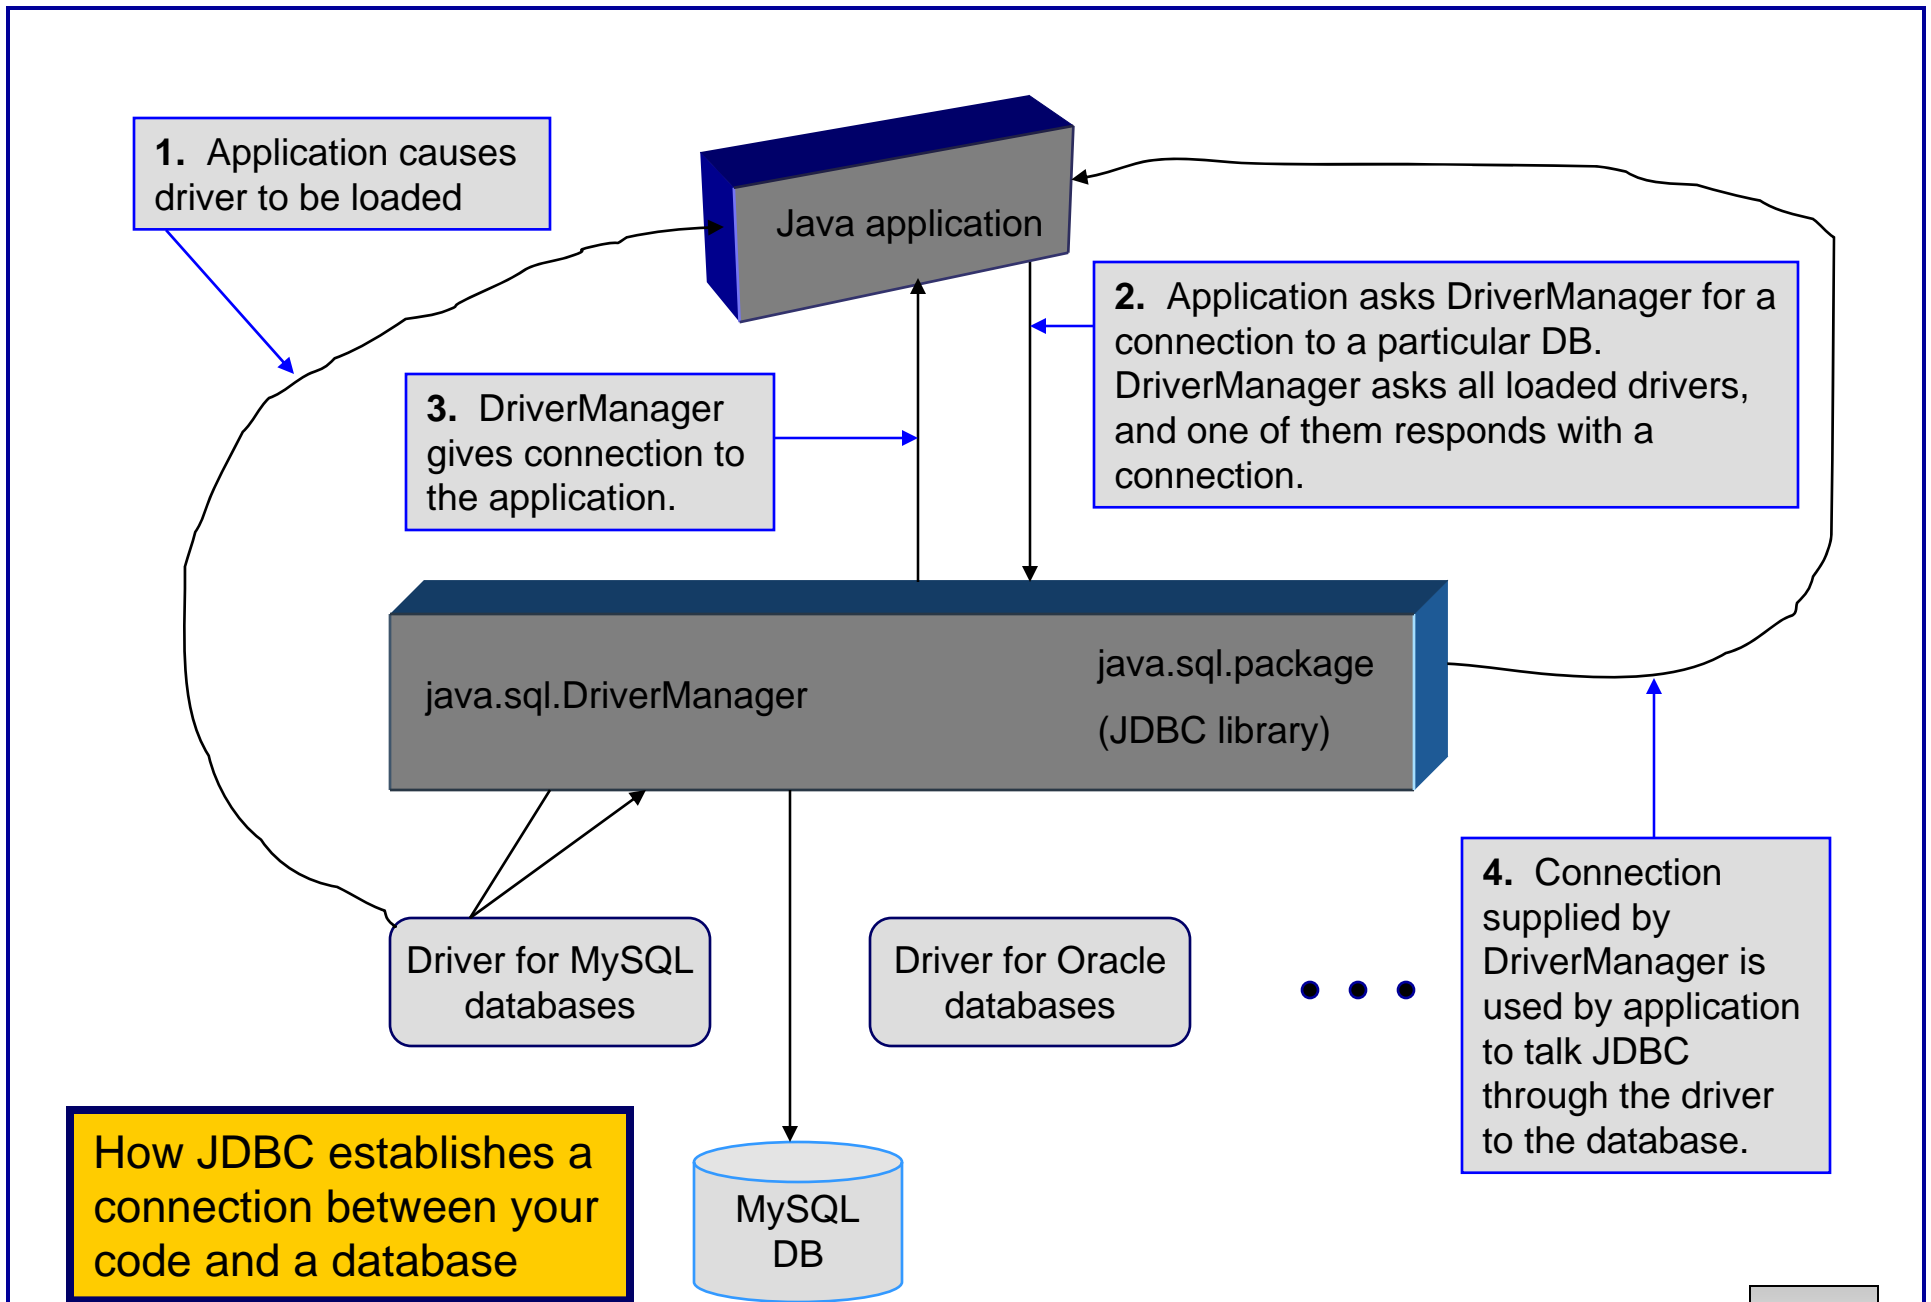 1. Application causes
driver to be loaded
Java application
2. Application asks DriverManager for a
connection to a particular DB.
DriverManager asks all loaded drivers,
and one of them responds with a
connection.
3. DriverManager
gives connection to
the application.
java.sql.DriverManager
java.sql.package
(JDBC library)
4. Connection
supplied by
DriverManager is
used by application
to talk JDBC
through the driver
to the database.
Driver for MySQL
databases
Driver for Oracle
databases
• • •
How JDBC establishes a
connection between your
code and a database
MySQL
DB